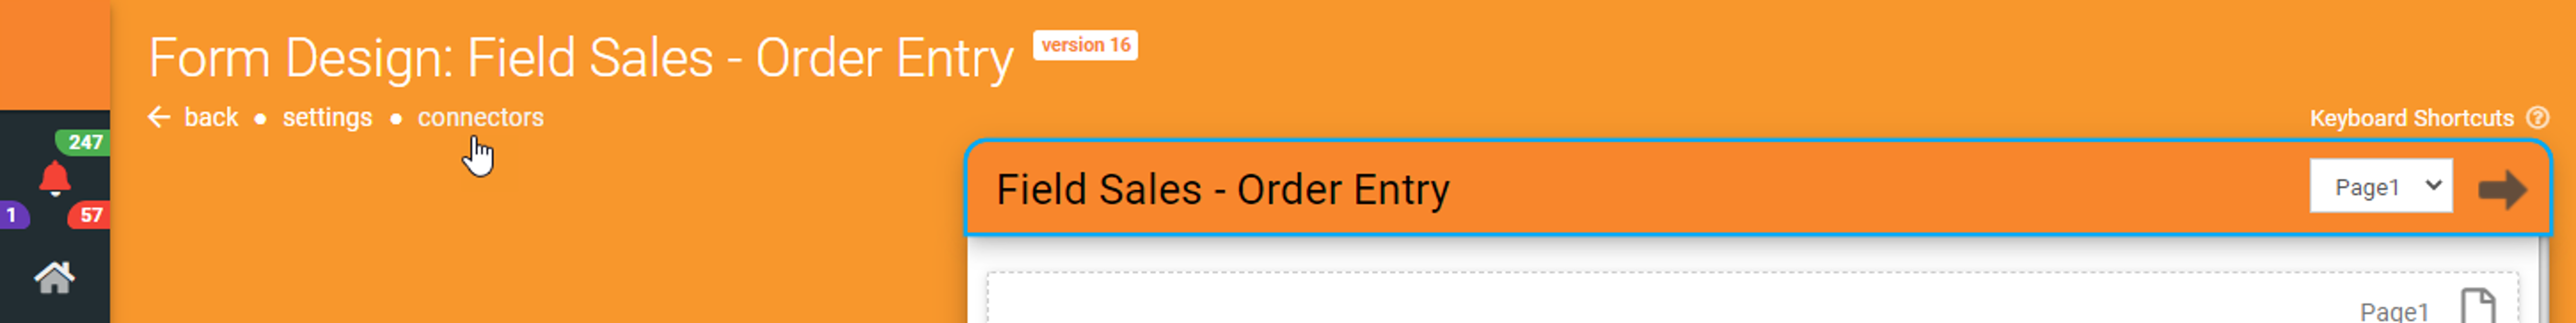 Form Design: Field Sales - Order Entry version 16
back • settings • connectors
Keyboard Shortcuts
247
1 57
Field Sales - Order Entry
Page1
Page1